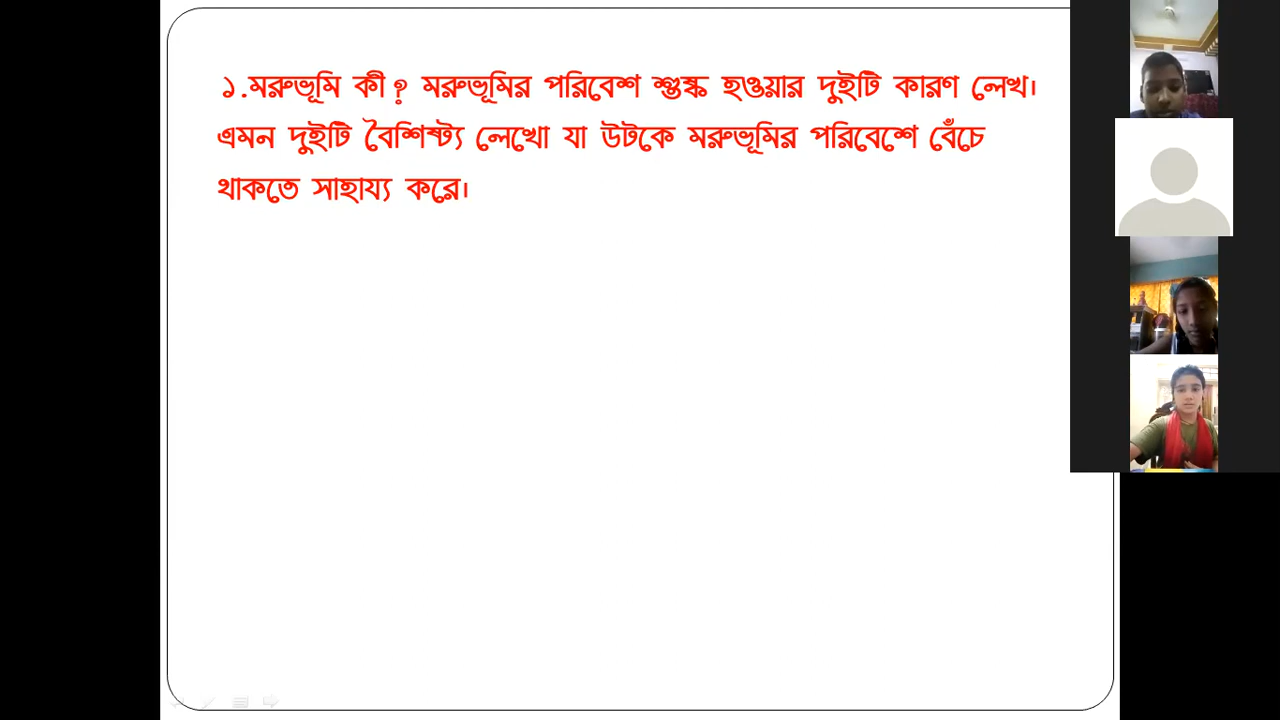 ১.মরুভূমি কী? মরুভূমির পরিবেশ শুষ্ক হওয়ার দুইটি কারণ লেখ।
এমন দুইটি বৈশিষ্ট্য লেখো যা উটকে মরুভূমির পরিবেশে বেঁচে
থাকতে সাহায্য করে।